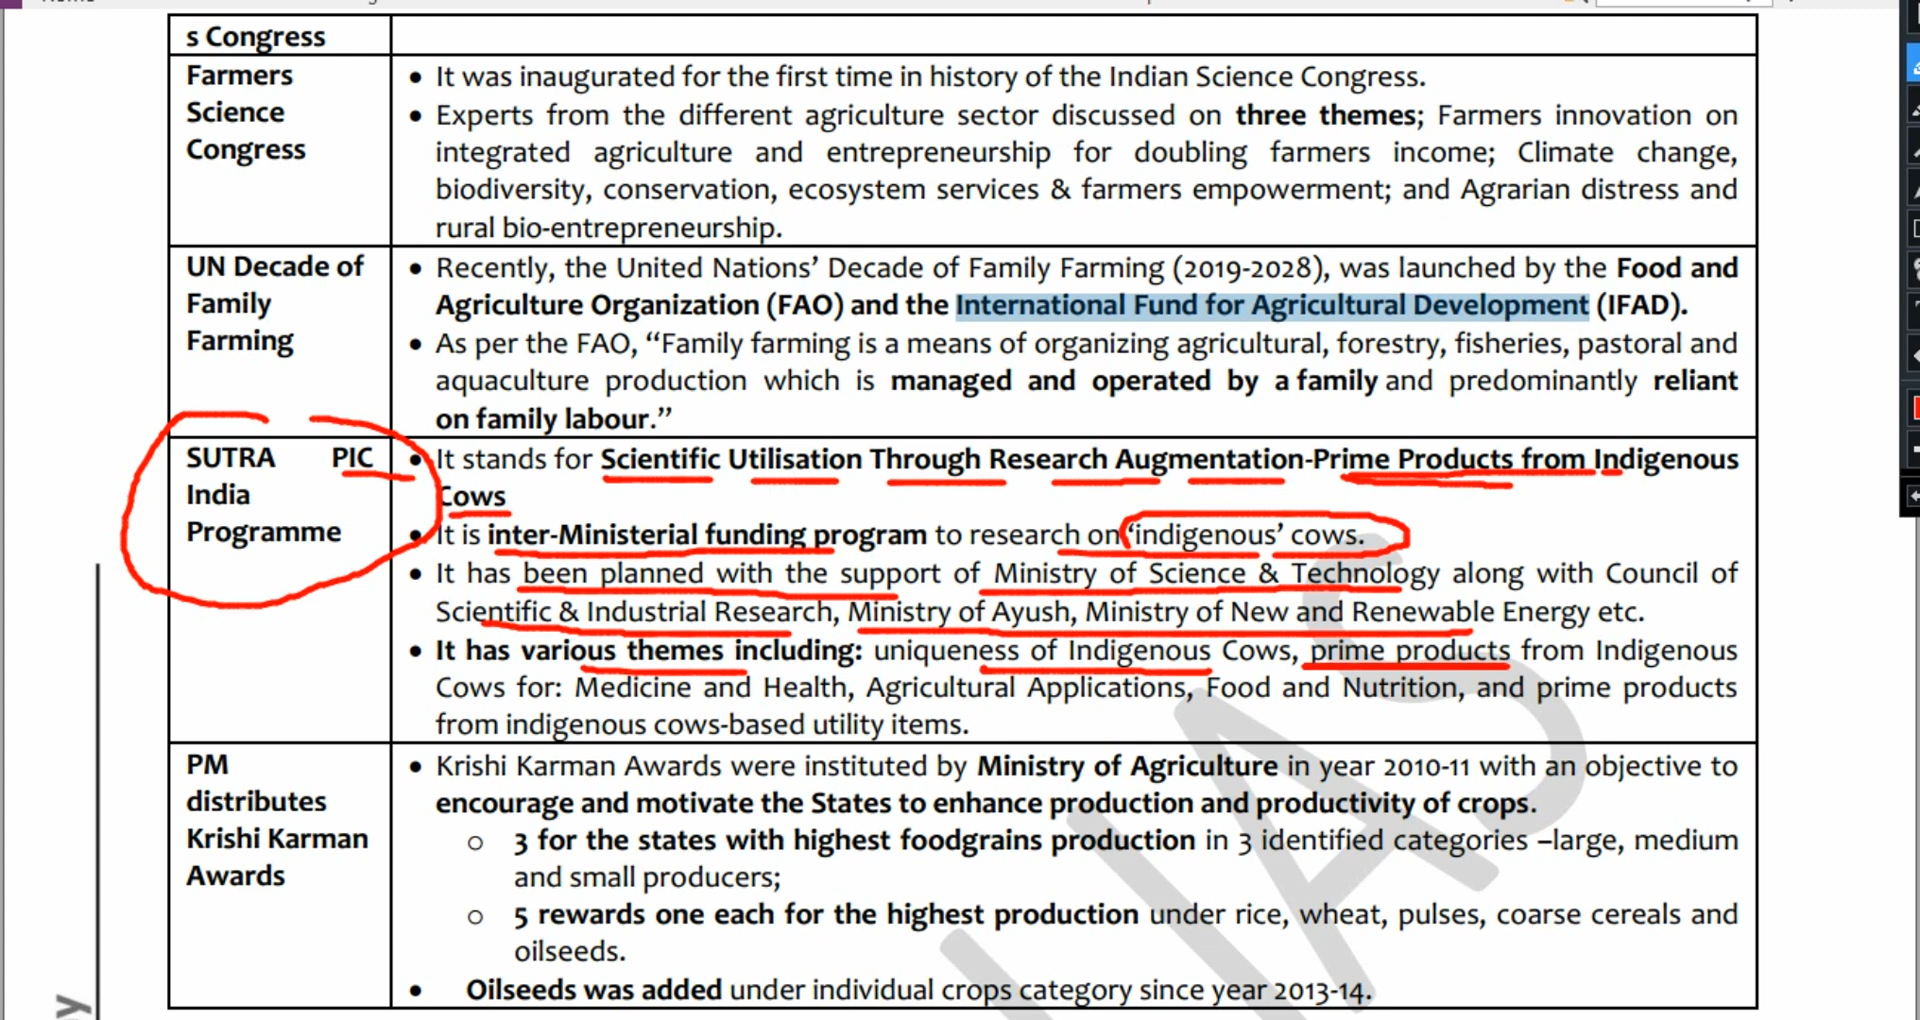 s Congress
Farmers
Science
Congress
• It was inaugurated for the first time in history of the Indian Science Congress.
• Experts from the different agriculture sector discussed on three themes; Farmers innovation on
integrated agriculture and entrepreneurship for doubling farmers income; Climate change,
biodiversity, conservation, ecosystem services & farmers empowerment; and Agrarian distress and
rural bio-entrepreneurship.
UN Decade of
Family
Farming
• Recently, the United Nations’ Decade of Family Farming (2019-2028), was launched by the Food and
Agriculture Organization (FAO) and the International Fund for Agricultural Development (IFAD).
• As per the FAO, “Family farming is a means of organizing agricultural, forestry, fisheries, pastoral and
aquaculture production which is managed and operated by a family and predominantly reliant
on family labour.”
SUTRA PIC
India
Programme
• It stands for Scientific Utilisation Through Research Augmentation-Prime Products from Indigenous
Cows
• It is inter-Ministerial funding program to research on ‘indigenous’ cows.
• It has been planned with the support of Ministry of Science & Technology along with Council of
Scientific & Industrial Research, Ministry of Ayush, Ministry of New and Renewable Energy etc.
• It has various themes including: uniqueness of Indigenous Cows, prime products from Indigenous
Cows for: Medicine and Health, Agricultural Applications, Food and Nutrition, and prime products
from indigenous cows-based utility items.
PM
distributes
Krishi Karman
Awards
• Krishi Karman Awards were instituted by Ministry of Agriculture in year 2010-11 with an objective to
encourage and motivate the States to enhance production and productivity of crops.
o 3 for the states with highest foodgrains production in 3 identified categories –large, medium
and small producers;
o 5 rewards one each for the highest production under rice, wheat, pulses, coarse cereals and
oilseeds.
• Oilseeds was added under individual crops category since year 2013-14.
IAS